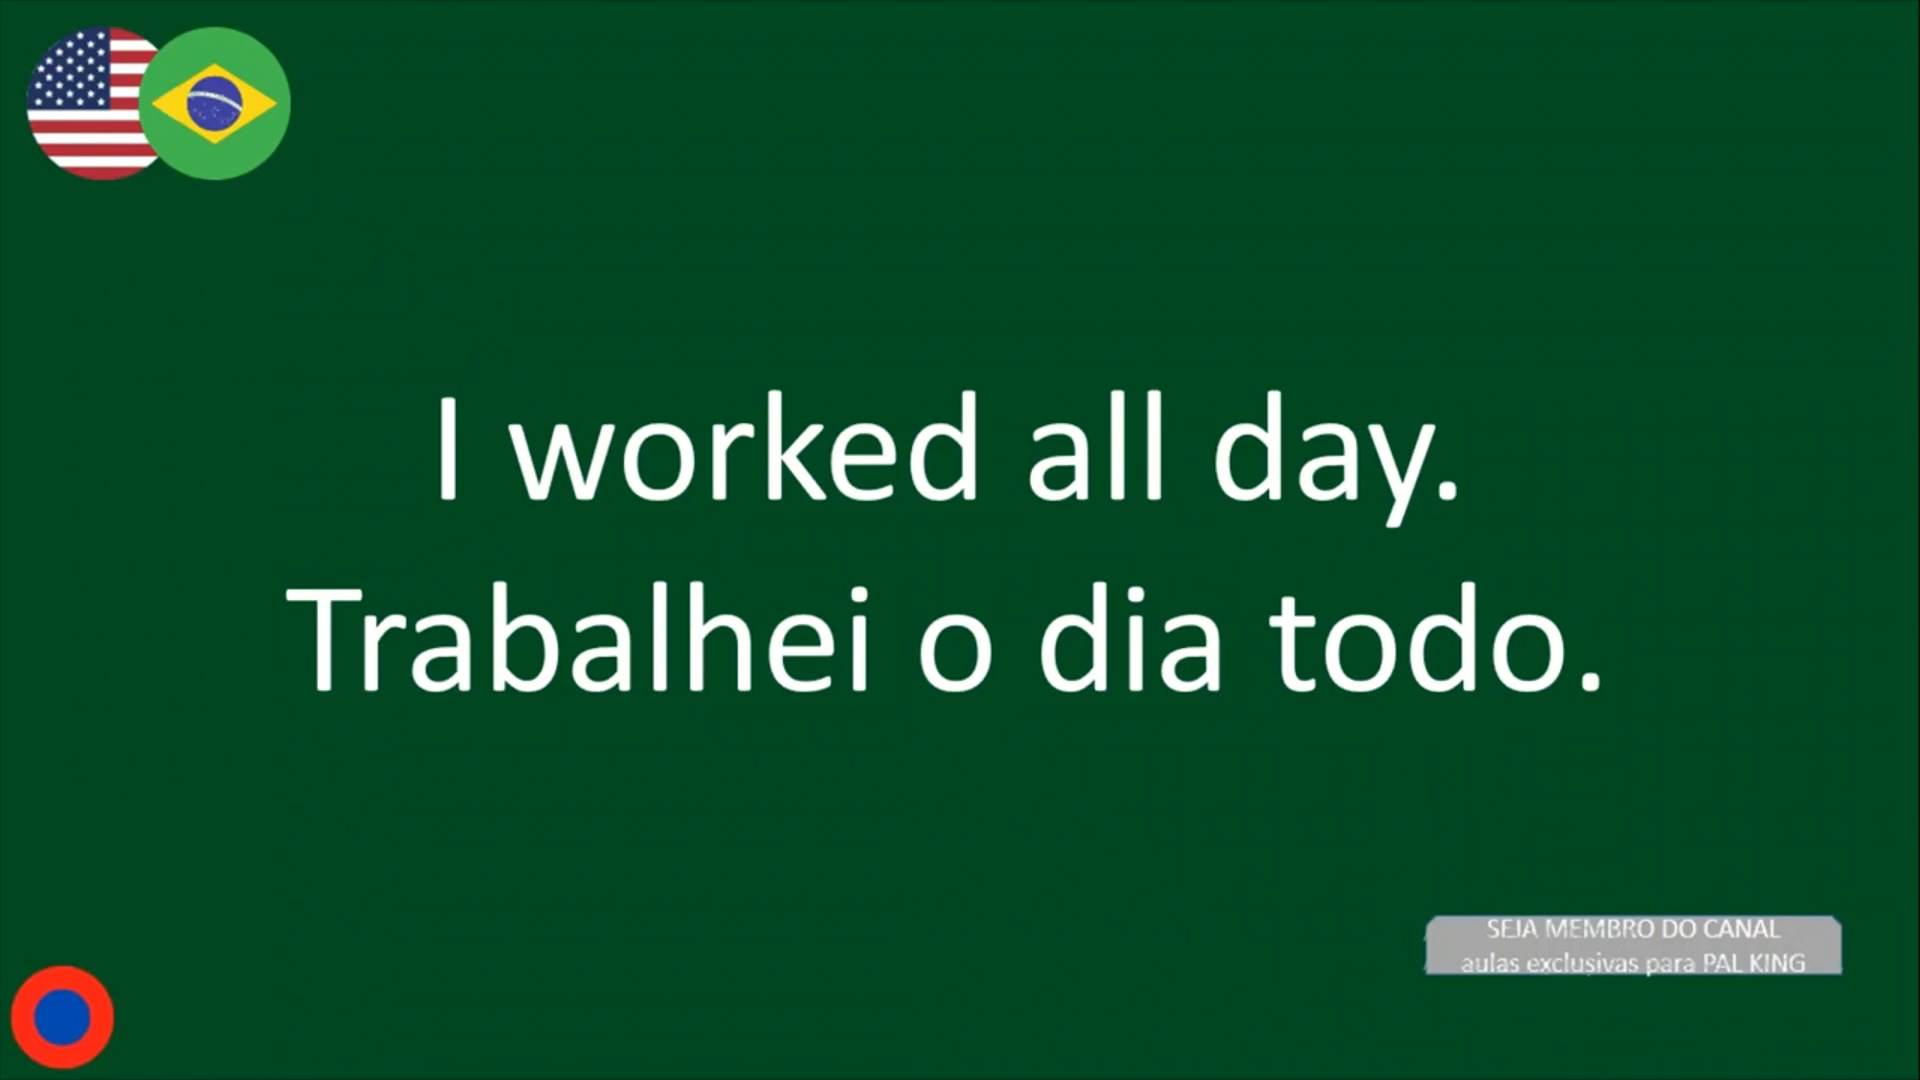 I worked all day.
Trabalhei o dia todo.
SEJA MEMBRO DO CANAL
aulas exclusivas para PAL KING